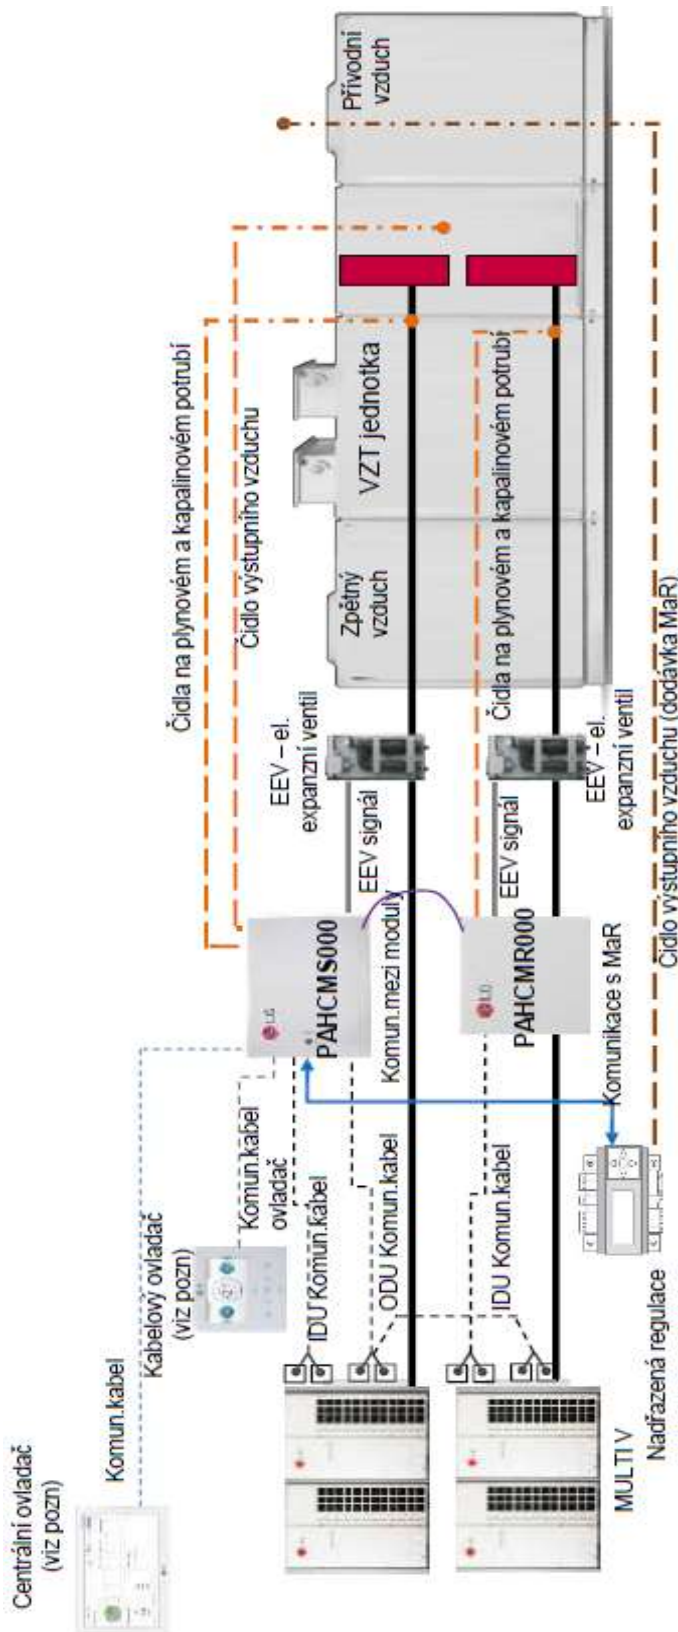 Centrální ovladač
(viz pozn)
Komun.kabel
Kabelový ovladač
(viz pozn)
Komun.kabel
ovladač
IDU Komun.kabel
ODU Komun.kabel
IDU Komun.kabel
MULTI V
Nadřazená regulace
Komunikace s MaR
LG
PAHCMS000
Komun.mezi moduly
LG
PAHCMR000
EEV signál
EEV signál
EEV – el.
expanzní ventil
EEV – el.
expanzní ventil
Čidla na plynovém a kapalinovém potrubí
Čidlo výstupního vzduchu
Čidla na plynovém a kapalinovém potrubí
Čidlo výstupního vzduchu (dodávka MaR)
Zpětný
vzduch
VZT jednotka
Přívodní
vzduch